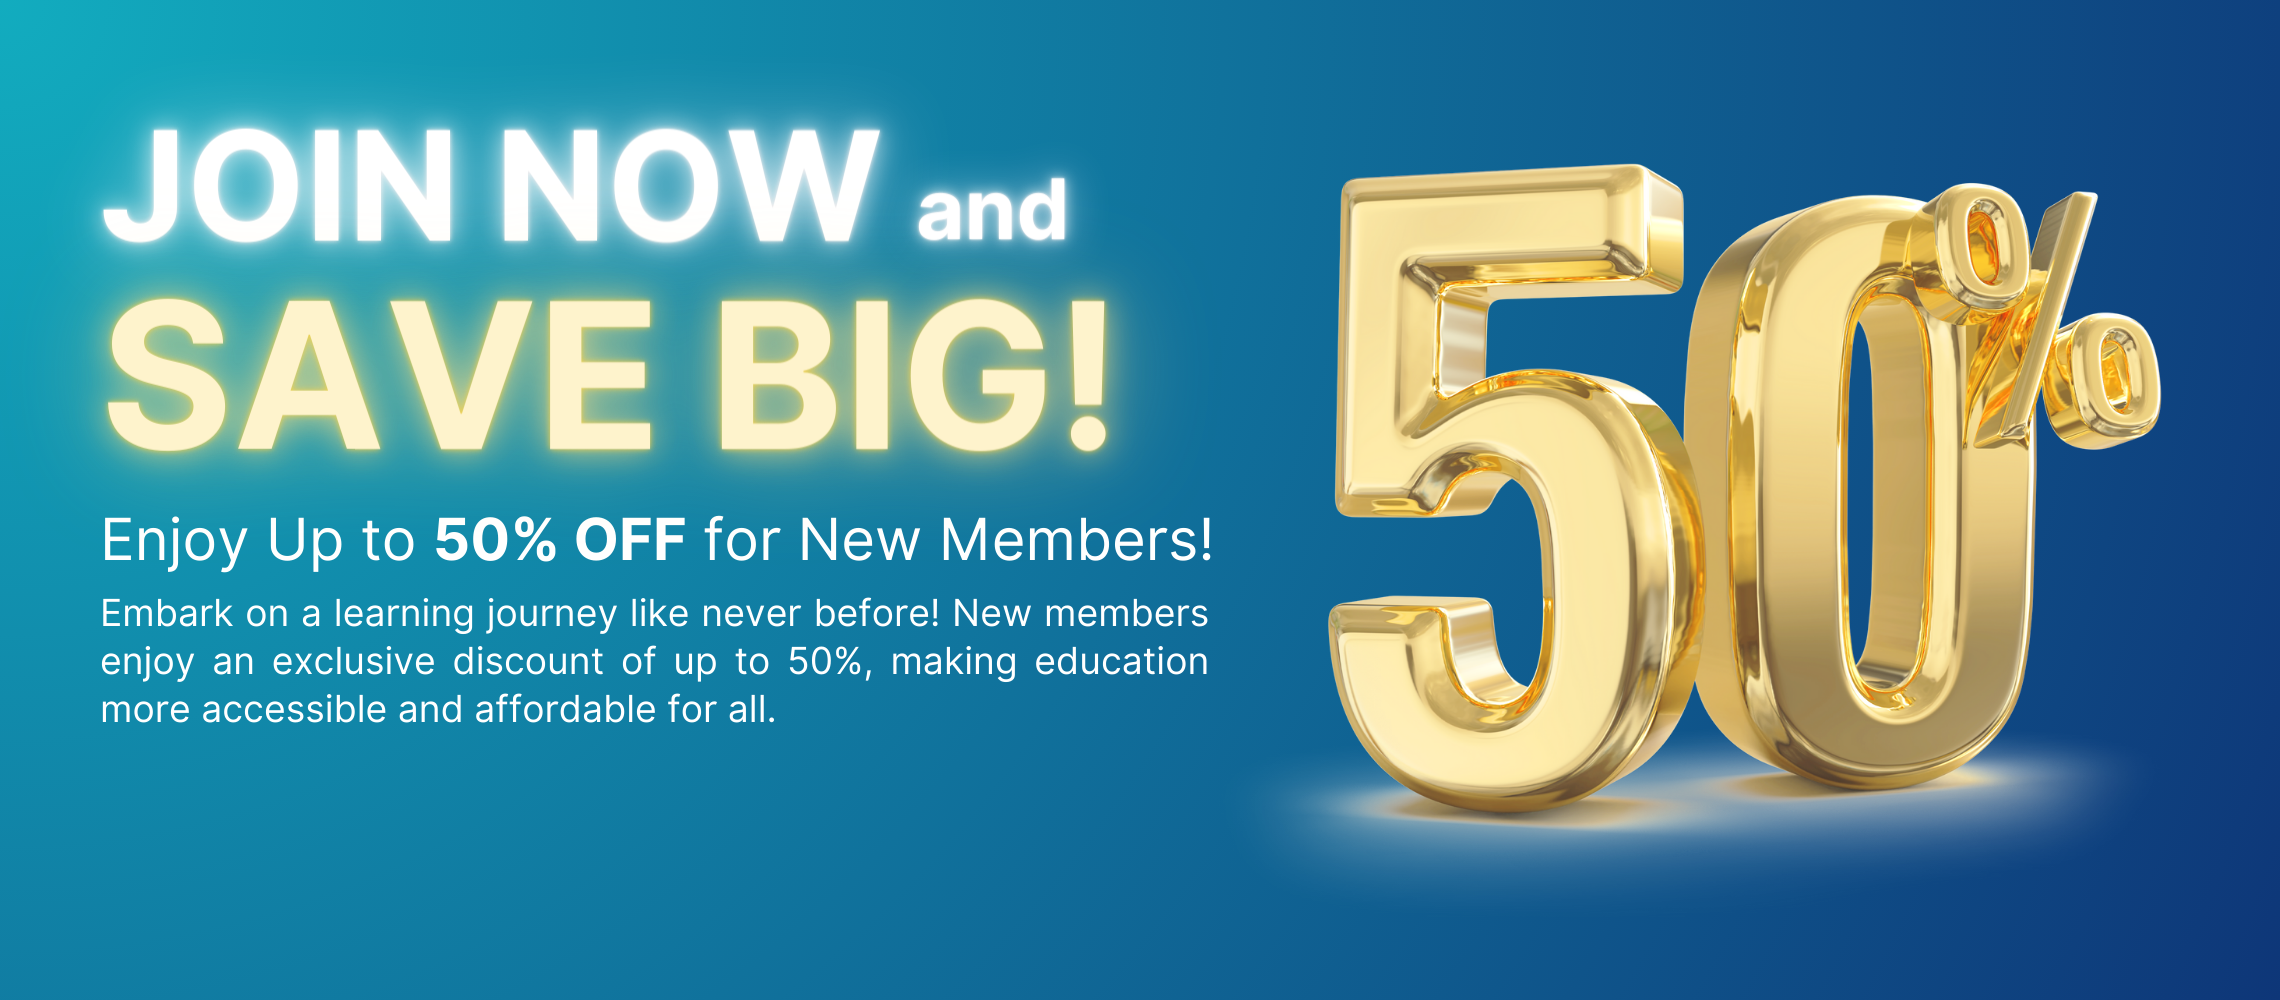 JOIN NOW and
SAVE BIG!
Enjoy Up to 50% OFF for New Members!
Embark on a learning journey like never before! New members
enjoy an exclusive discount of up to 50%, making education
more accessible and affordable for all.
50%